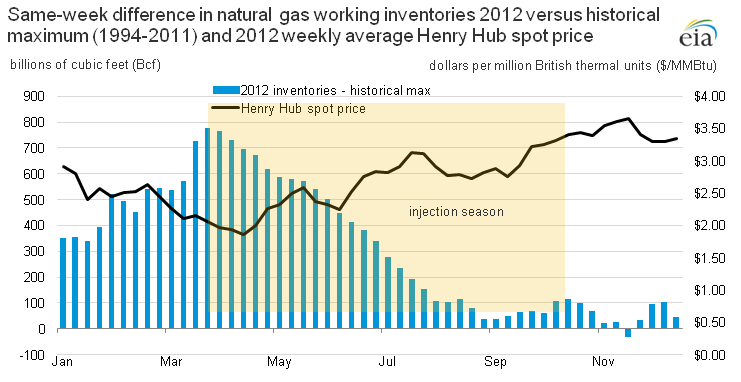 Same-week difference in natural gas working inventories 2012 versus historical
maximum (1994-2011) and 2012 weekly average Henry Hub spot price
eia
billions of cubic feet (Bcf)
dollars per million British thermal units ($/MMBtu)
2012 inventories - historical max
Henry Hub spot price
900
800
700
600
500
400
300
200
100
0
-100
$4.00
$3.50
$3.00
$2.50
$2.00
$1.50
$1.00
$0.50
$0.00
injection season
Jan Mar May Jul Sep Nov